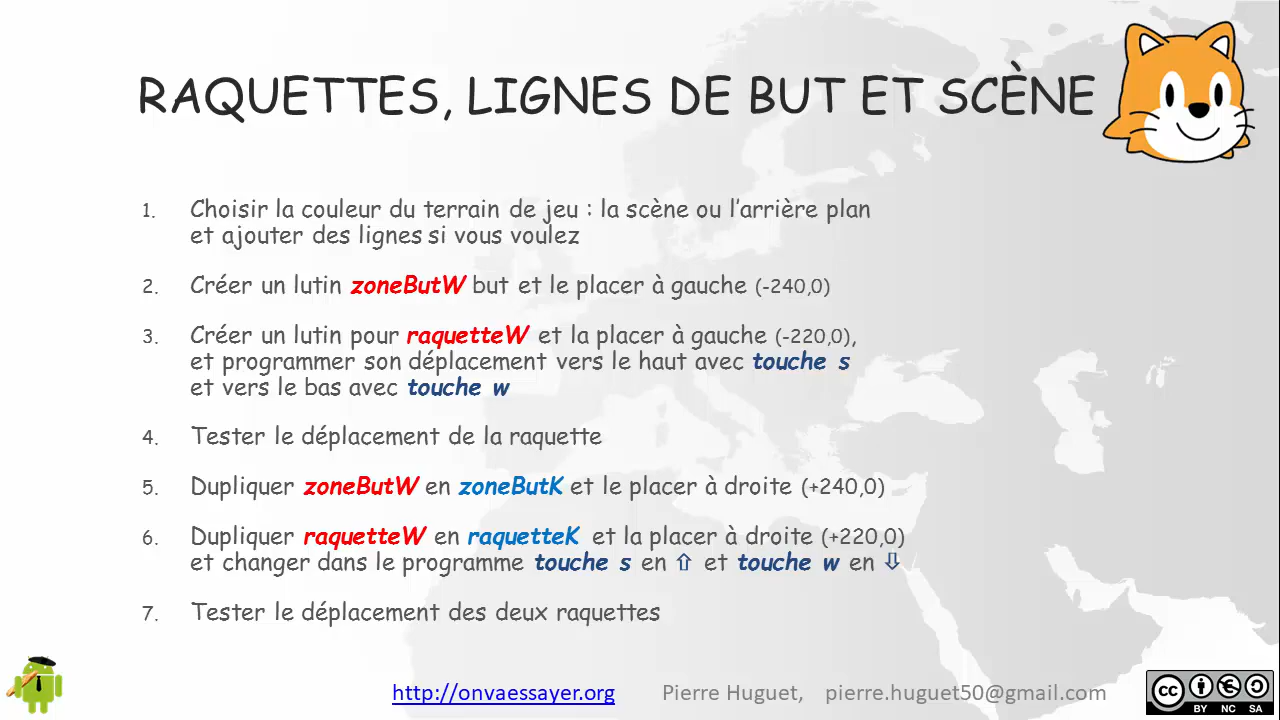 RAQUETTES, LIGNES DE BUT ET SCÈNE
1. Choisir la couleur du terrain de jeu : la scène ou l’arrière plan
et ajouter des lignes si vous voulez
2. Créer un lutin zoneButW but et le placer à gauche (-240,0)
3. Créer un lutin pour raquetteW et la placer à gauche (-220,0),
et programmer son déplacement vers le haut avec touche s
et vers le bas avec touche w
4. Tester le déplacement de la raquette
5. Dupliquer zoneButW en zoneButK et le placer à droite (+240,0)
6. Dupliquer raquetteW en raquetteK et la placer à droite (+220,0)
et changer dans le programme touche s en ⇧ et touche w en ⇩
7. Tester le déplacement des deux raquettes
http://onvaessayer.org Pierre Huguet, pierre.huguet50@gmail.com
cc BY NC SA